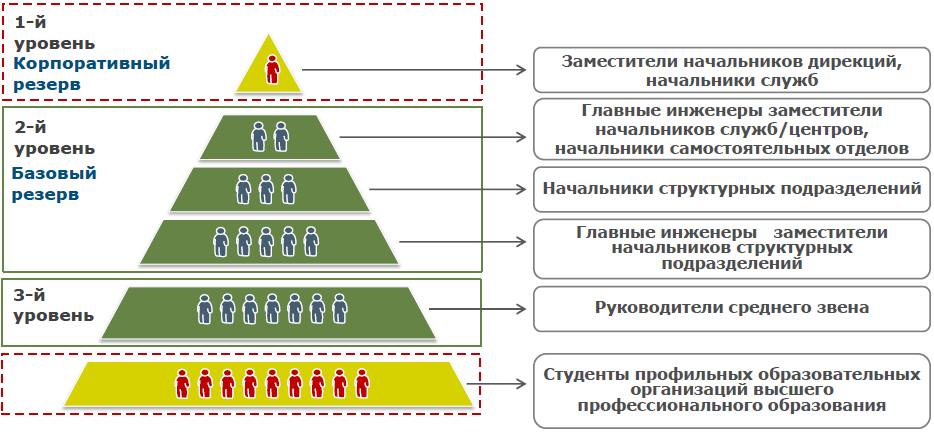 1-й
уровень
Корпоративный
резерв
Заместители начальников дирекций,
начальники служб
2-й
уровень
Базовый
резерв
Главные инженеры заместители
начальников служб/центров,
начальники самостоятельных отделов
Начальники структурных подразделений
Главные инженеры заместители
начальников структурных
подразделений
3-й
уровень
Руководители среднего звена
Студенты профильных образовательных
организаций высшего
профессионального образования